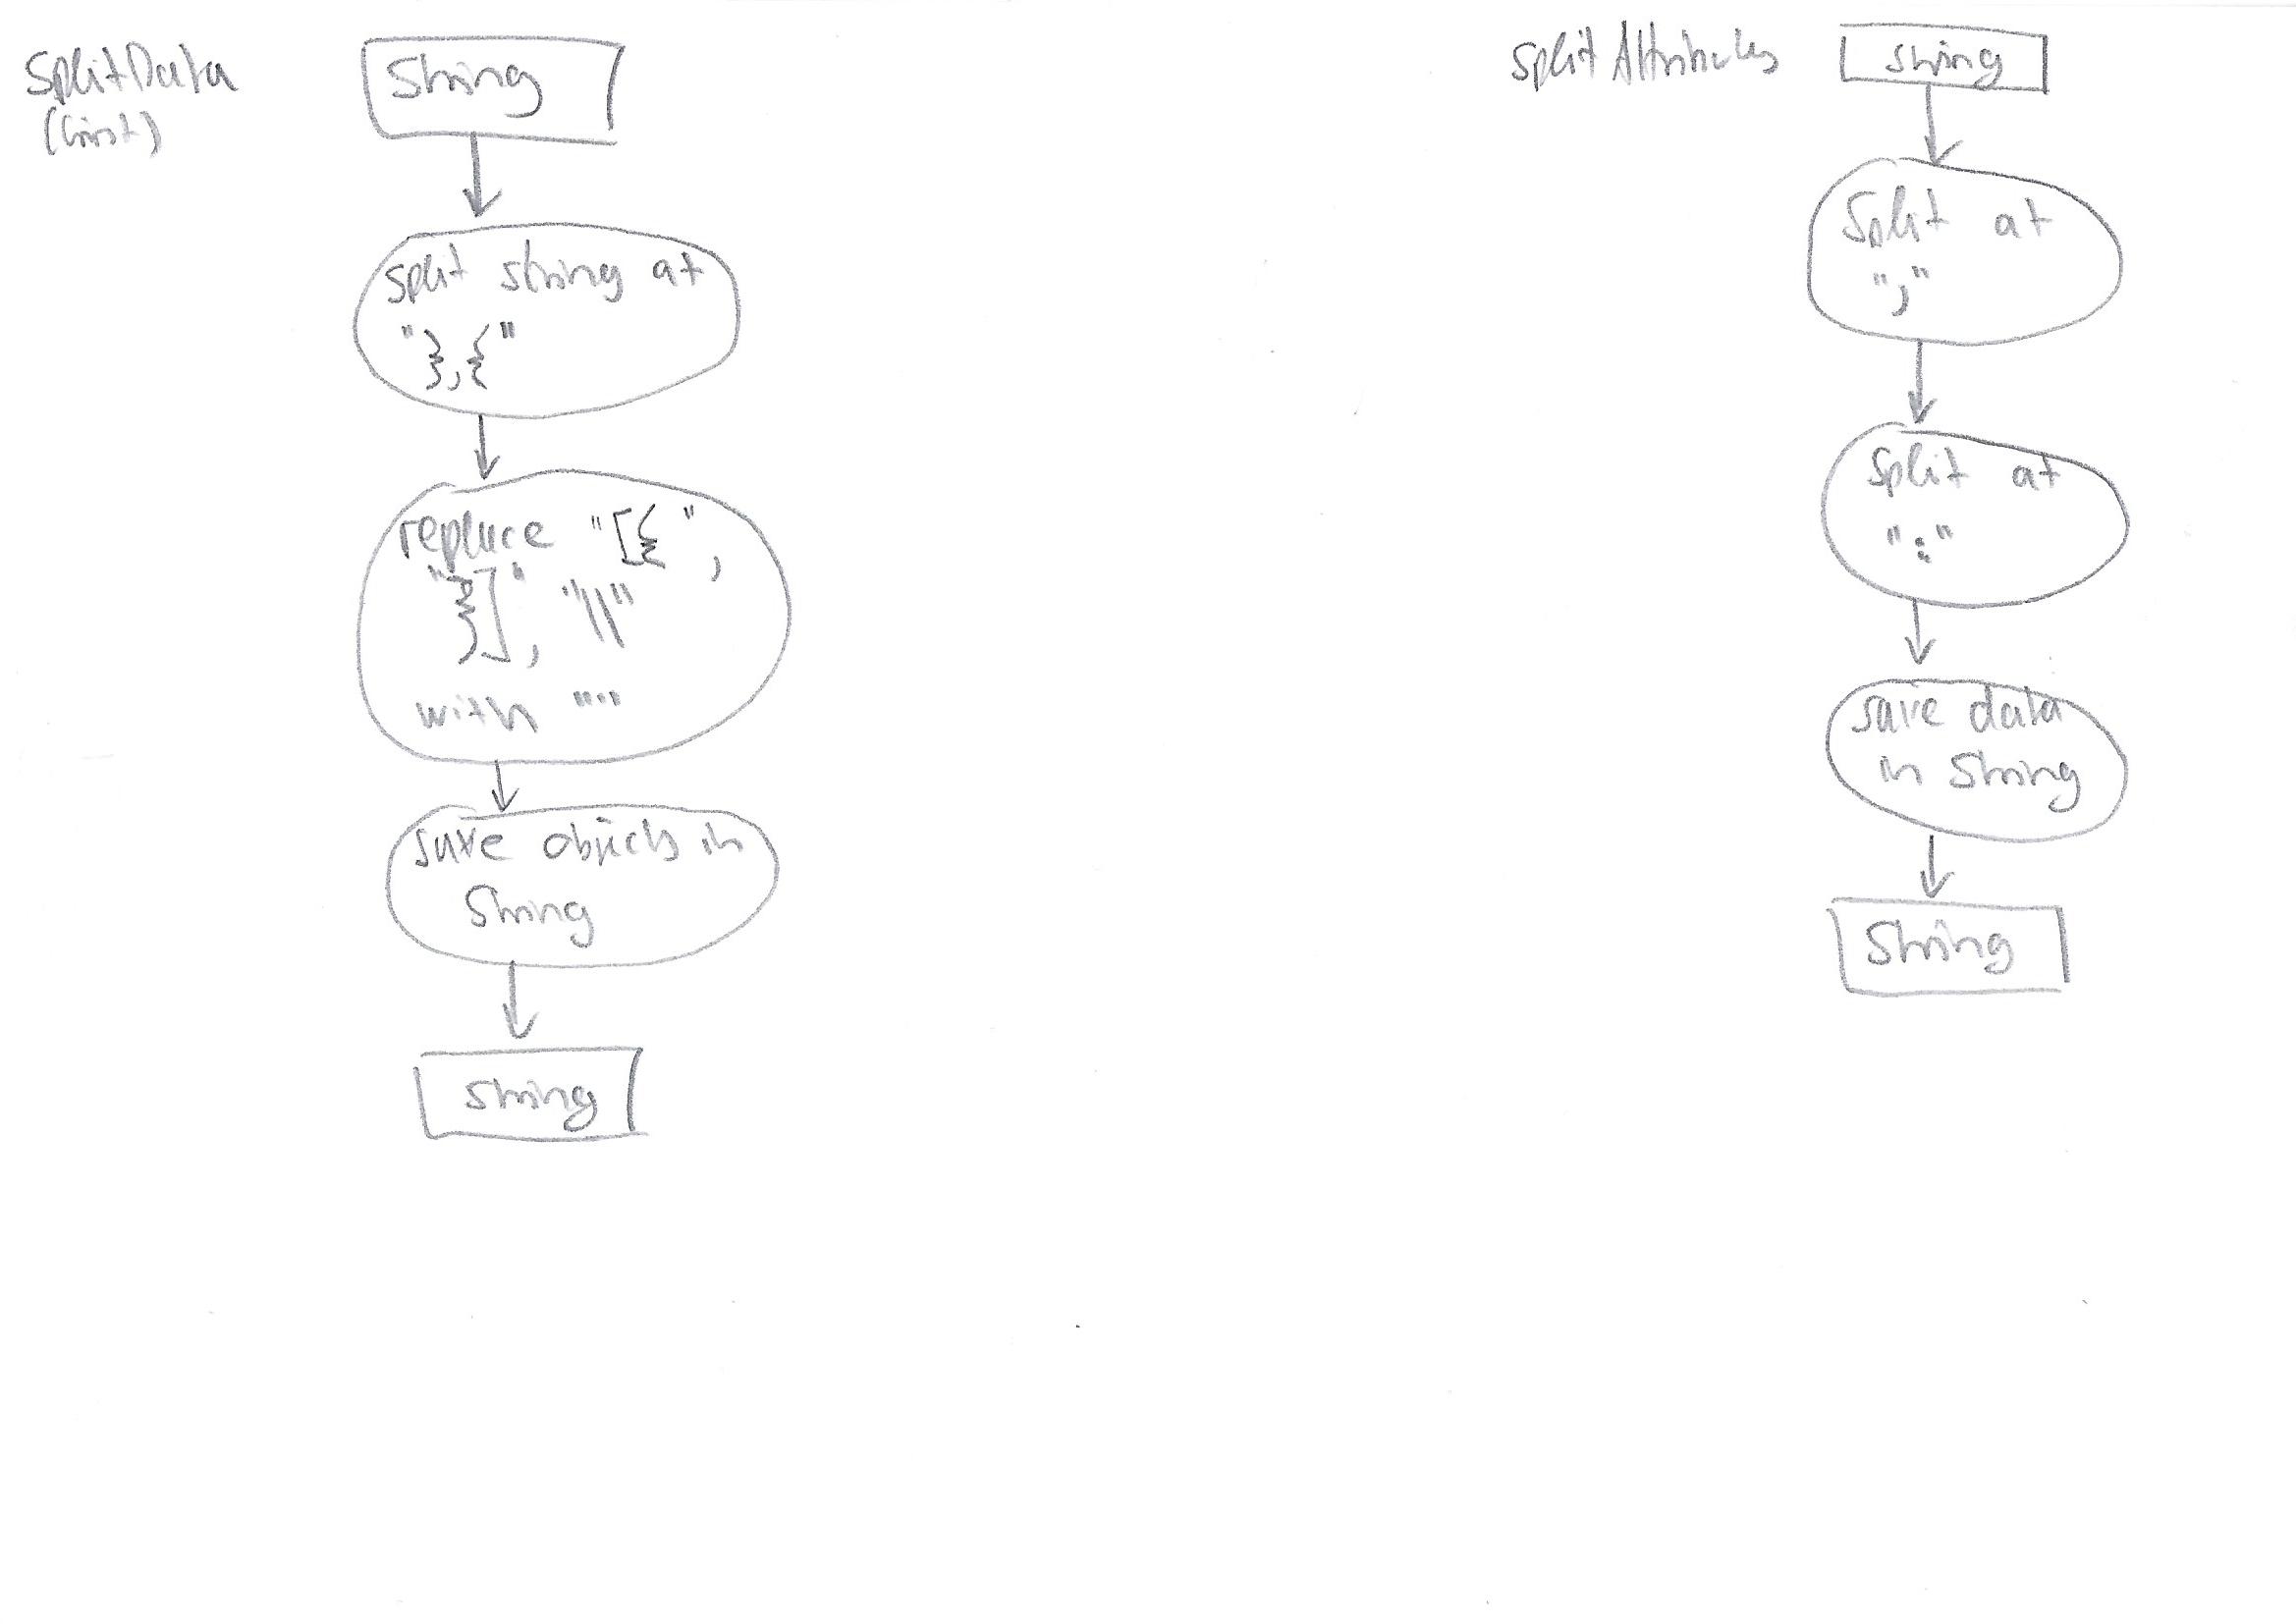 SplitData
String
split string at
"},{"
replace "[{",
"}]", "\\"
with ""
save objects in
String
String
Split Attributes
String
Split at
","
Split at
":"
save data
in String
String